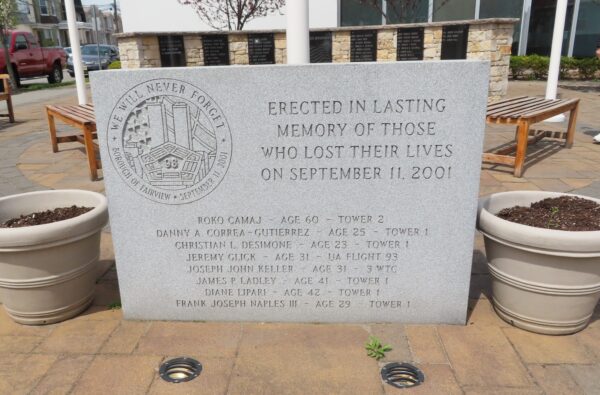 WE WILL NEVER FORGET
98
BOROUGH OF FAIRVIEW • SEPTEMBER 11, 2001
ERECTED IN LASTING
MEMORY OF THOSE
WHO LOST THEIR LIVES
ON SEPTEMBER 11, 2001
ROKO CAMAJ - AGE 60 - TOWER 2
DANNY A. CORREA-GUTIERREZ - AGE 25 - TOWER 1
CHRISTIAN L. DESIMONE - AGE 23 - TOWER 1
JEREMY GLICK - AGE 31 - UA FLIGHT 93
JOSEPH JOHN KELLER - AGE 31 - 3 WTC
JAMES P. LADLEY - AGE 41 - TOWER 1
DIANE LIPARI - AGE 42 - TOWER 1
FRANK JOSEPH NAPLES III - AGE 29 - TOWER 1